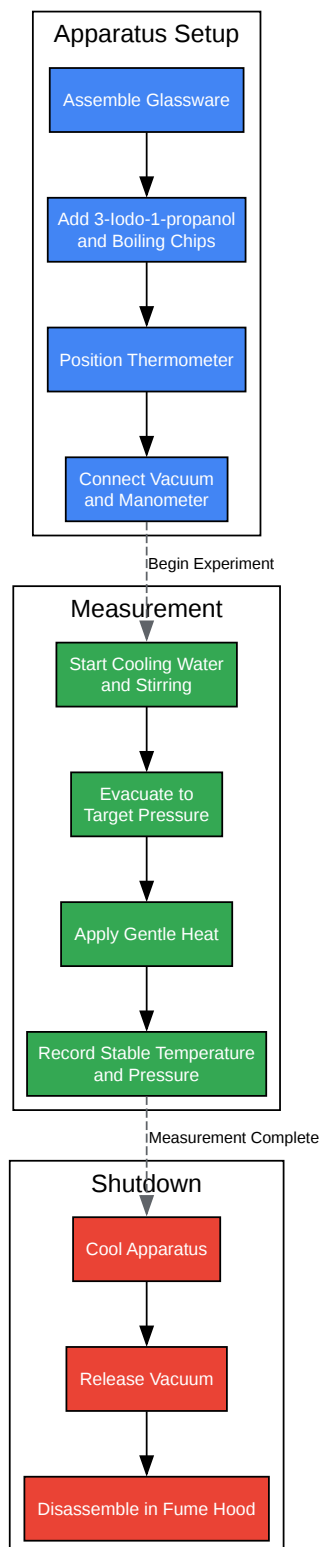 Apparatus Setup
Assemble Glassware
Add 3-Iodo-1-propanol
and Boiling Chips
Position Thermometer
Connect Vacuum
and Manometer
Begin Experiment
Measurement
Start Cooling Water
and Stirring
Evacuate to
Target Pressure
Apply Gentle Heat
Record Stable Temperature
and Pressure
Measurement Complete
Shutdown
Cool Apparatus
Release Vacuum
Disassemble in Fume Hood